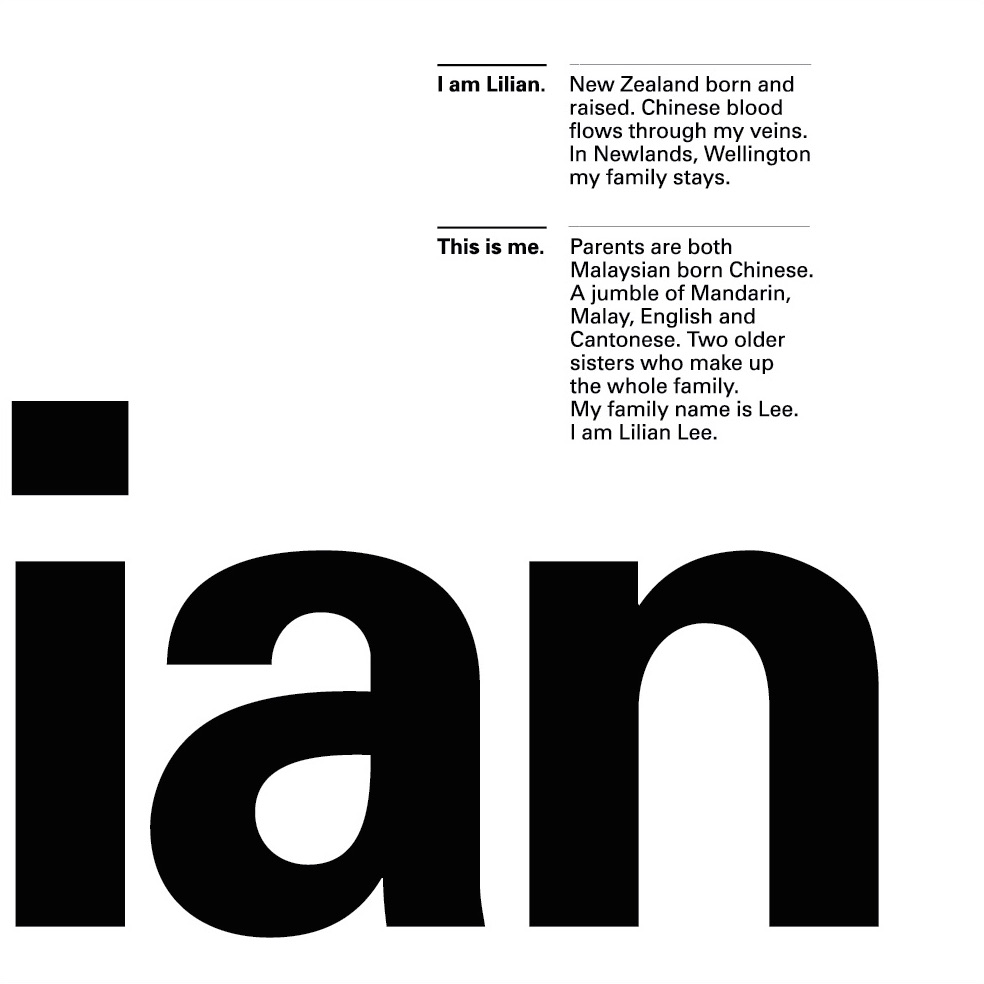 I am Lilian.
New Zealand born and
raised. Chinese blood
flows through my veins.
In Newlands, Wellington
my family stays.
This is me.
Parents are both
Malaysian born Chinese.
A jumble of Mandarin,
Malay, English and
Cantonese. Two older
sisters who make up
the whole family.
My family name is Lee.
I am Lilian Lee.
ian